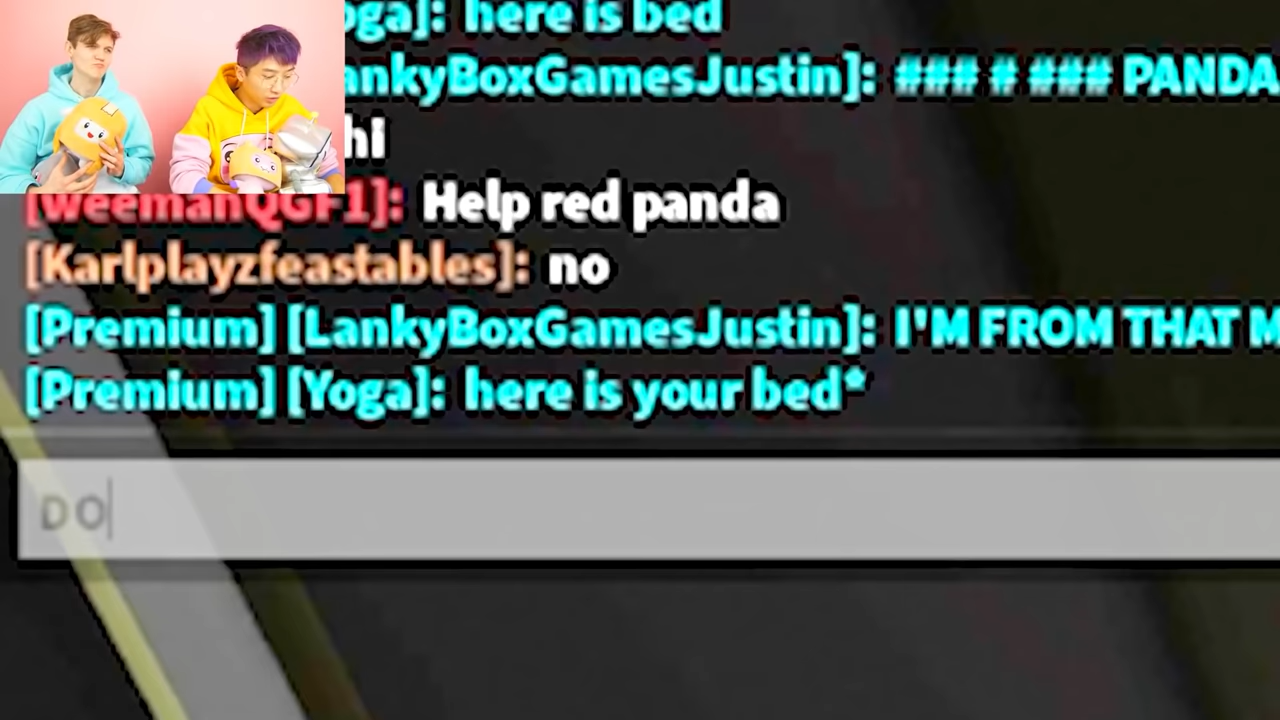 oga]: here is bed
ankyBoxGamesJustin]: ### # ### PANDA
hi
[weemanQGF1]: Help red panda
[Karlplayzfeastables]: no
[Premium] [LankyBoxGamesJustin]: I'M FROM THAT M
[Premium] [Yoga]: here is your bed*
DO